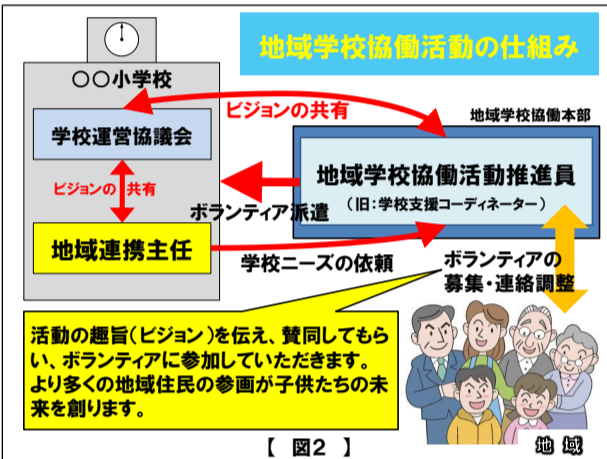 地域学校協働活動の仕組み
〇〇小学校
ビジョンの共有
地域学校協働本部
学校運営協議会
地域学校協働活動推進員
(旧:学校支援コーディネーター)
ビジョンの共有
ボランティア派遣
地域連携主任
学校ニーズの依頼
ボランティアの
募集・連絡調整
活動の趣旨(ビジョン)を伝え、賛同してもら
い、ボランティアに参加していただきます。
より多くの地域住民の参画が子供たちの未
来を創ります。
【 図2 】
地 域